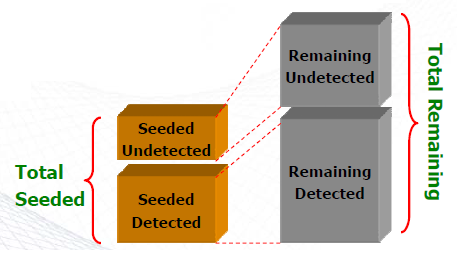 Total
Seeded
Seeded
Undetected
Seeded
Detected
Remaining
Undetected
Remaining
Detected
Total Remaining